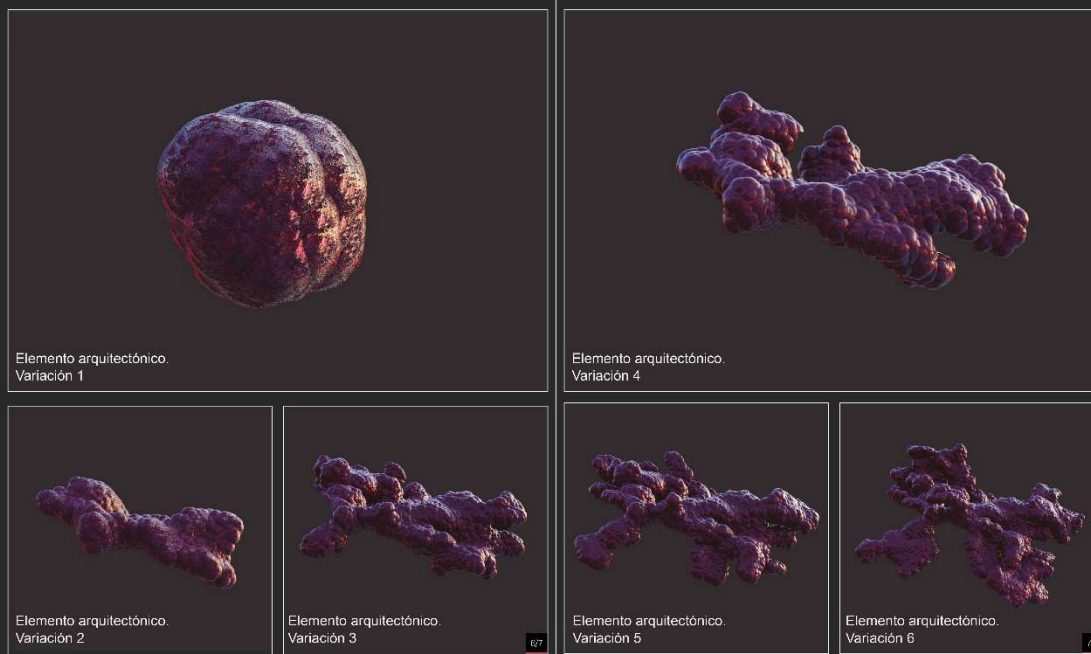 Elemento arquitectónico.
Variación 1
Elemento arquitectónico.
Variación 4
Elemento arquitectónico.
Variación 2
Elemento arquitectónico.
Variación 3
6/7
Elemento arquitectónico.
Variación 5
Elemento arquitectónico.
Variación 6